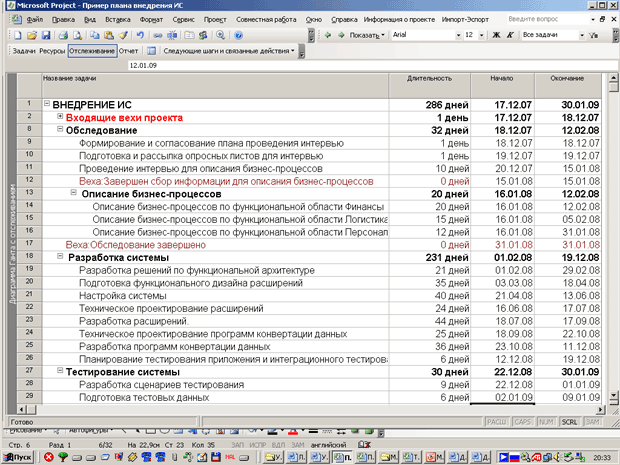 Microsoft Project - Пример плана внедрения ИС
Файл Правка Вид Вставка Формат Сервис Проект Совместная работа Окно Справка Информация о проекте Импорт-Экспорт Введите вопрос
Показать Arial 12 Ж К Все задачи
Задачи Ресурсы Отслеживание Отчет Следующие шаги и связанные действия
12.01.09
Название задачи Длительность Начало Окончание
1 ВНЕДРЕНИЕ ИС 286 дней 17.12.07 30.01.09
2 Входящие вехи проекта 1 день 17.12.07 18.12.07
8 Обследование 32 дней 18.12.07 12.02.08
9 Формирование и согласование плана проведения интервью 1 день 18.12.07 18.12.07
10 Подготовка и рассылка опросных листов для интервью 1 день 19.12.07 19.12.07
11 Проведение интервью для описания бизнес-процессов 10 дней 20.12.07 15.01.08
12 Веха:Завершен сбор информации для описания бизнес-процессов 0 дней 15.01.08 15.01.08
13 Описание бизнес-процессов 20 дней 16.01.08 12.02.08
14 Описание бизнес-процессов по функциональной области Финансы 20 дней 16.01.08 12.02.08
15 Описание бизнес-процессов по функциональной области Логистика 15 дней 16.01.08 05.02.08
16 Описание бизнес-процессов по функциональной области Персонал 12 дней 16.01.08 31.01.08
17 Веха:Обследование завершено 0 дней 31.01.08 31.01.08
18 Разработка системы 231 дней 01.02.08 19.12.08
19 Разработка решений по функциональной архитектуре 21 дней 01.02.08 29.02.08
20 Подготовка функционального дизайна расширений 35 дней 03.03.08 18.04.08
21 Настройка системы 40 дней 21.04.08 13.06.08
22 Техническое проектирование расширений 24 дней 16.06.08 17.07.08
23 Разработка расширений. 44 дней 18.07.08 17.09.08
24 Техническое проектирование программ конвертации данных 25 дней 18.09.08 22.10.08
25 Разработка программ конвертации данных 36 дней 23.10.08 11.12.08
26 Планирование тестирования приложения и интеграционного тестирова 6 дней 12.12.08 19.12.08
27 Тестирование системы 30 дней 22.12.08 30.01.09
28 Разработка сценариев тестирования 9 дней 22.12.08 01.01.09
29 Подготовка тестовых данных 6 дней 02.01.09 09.01.09
Диаграмма Ганта с отслеживанием
Готово РАСШ CAPS NUM SCRL ЗАМ
Рисование Автофигуры
Стр. 6 Разд 1 6/32 На 22,9см Ст 23 Кол 35 ЗАП ИСПР ВДЛ ЗАМ английский
Пуск 20:33